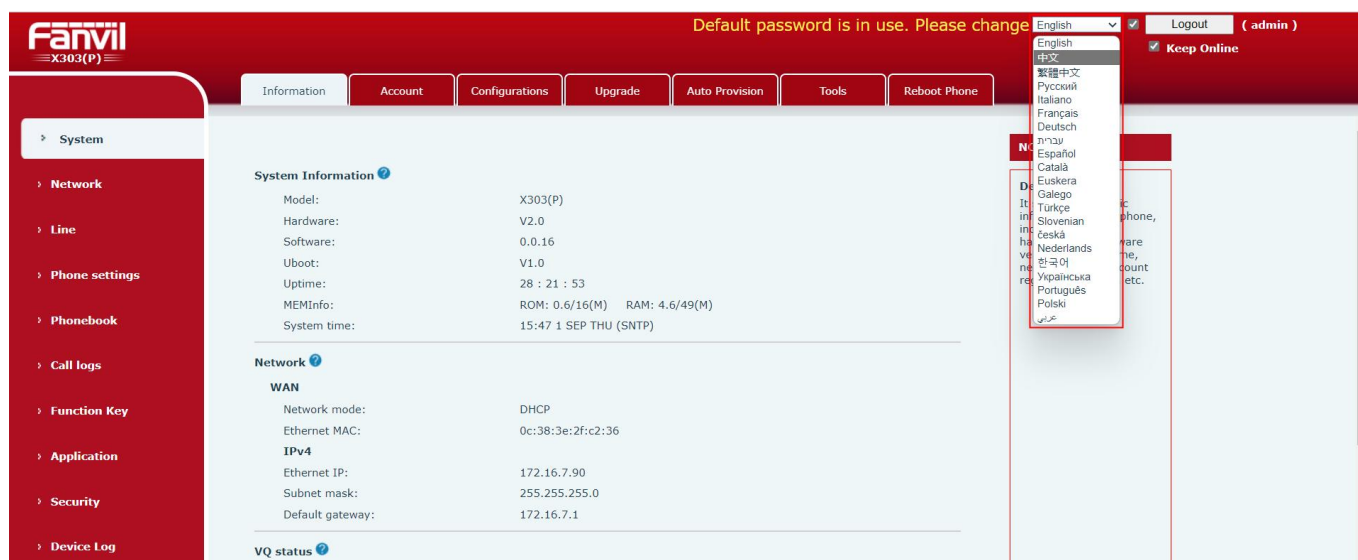 Fanvil
X303(P)
Default password is in use. Please change
English
Logout
( admin )
Keep Online
English
中文
繁體中文
Русский
Italiano
Français
Deutsch
עברית
Español
Català
Euskera
Galego
Türkçe
Slovenian
česká
Nederlands
한국어
Українська
Português
Polski
عربي
Information
Account
Configurations
Upgrade
Auto Provision
Tools
Reboot Phone
System
Network
Line
Phone settings
Phonebook
Call logs
Function Key
Application
Security
Device Log
System Information
Model: X303(P)
Hardware: V2.0
Software: 0.0.16
Uboot: V1.0
Uptime: 28 : 21 : 53
MEMInfo: ROM: 0.6/16(M) RAM: 4.6/49(M)
System time: 15:47 1 SEP THU (SNTP)
Network
WAN
Network mode: DHCP
Ethernet MAC: 0c:38:3e:2f:c2:36
IPv4
Ethernet IP: 172.16.7.90
Subnet mask: 255.255.255.0
Default gateway: 172.16.7.1
VQ status
It
phone,
etc.